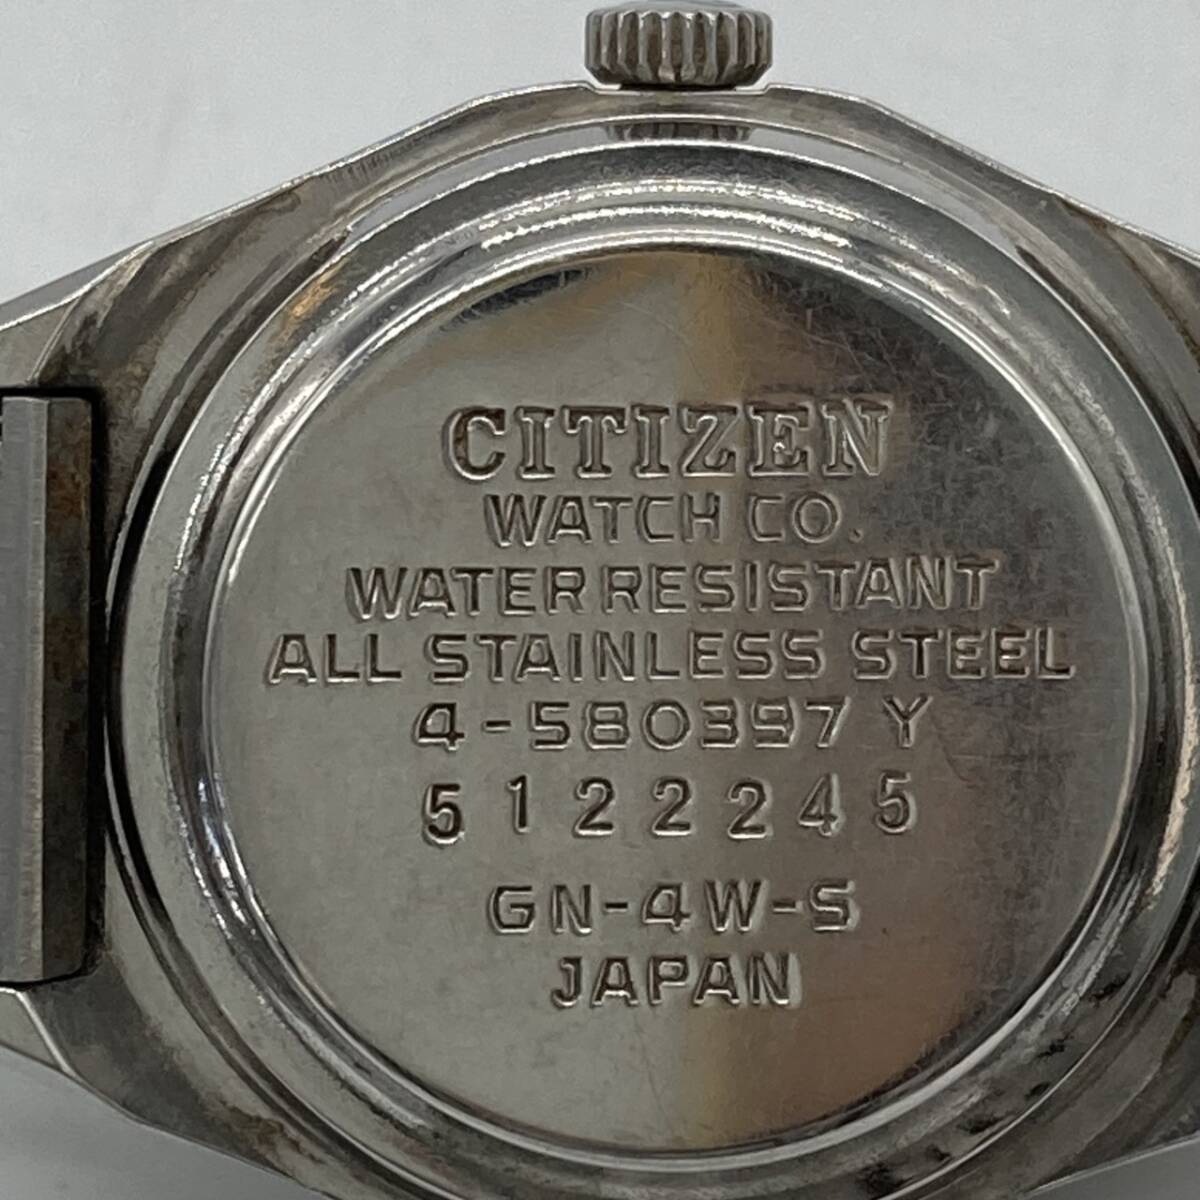 CITIZEN
WATCH CO.
WATER RESISTANT
ALL STAINLESS STEEL
4-580397 Y
5122245
GN-4W-S
JAPAN